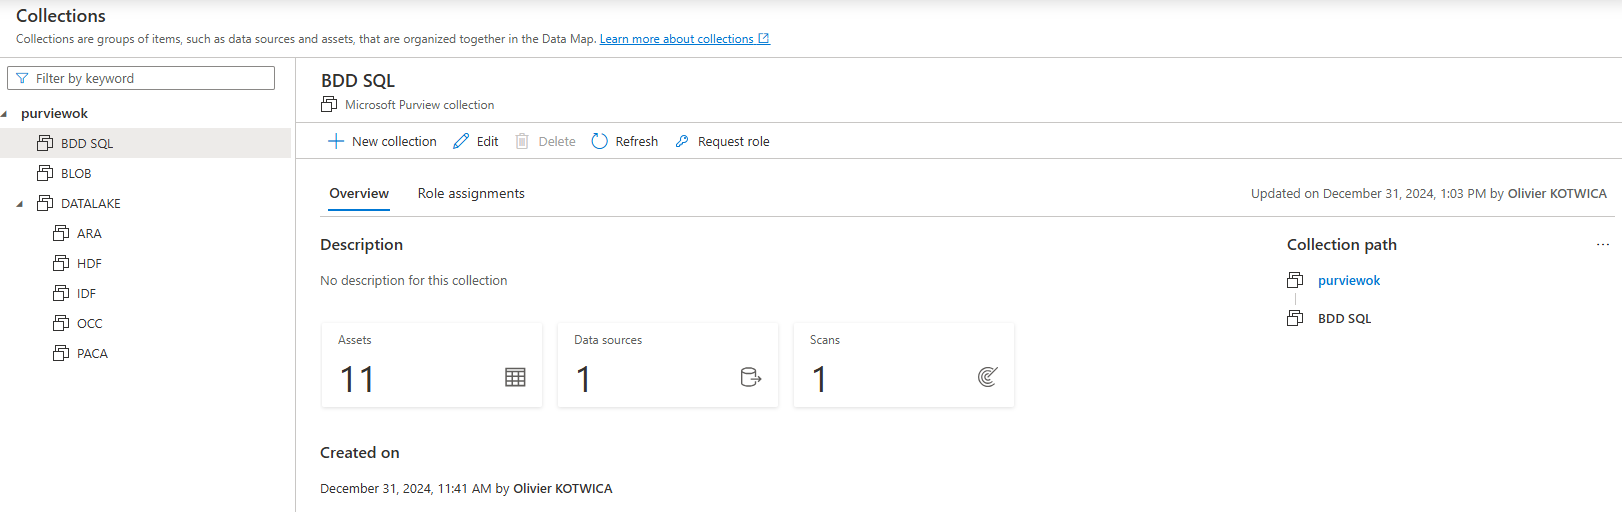 Collections
Collections are groups of items, such as data sources and assets, that are organized together in the Data Map. Learn more about collections
Filter by keyword
purviewok
BDD SQL
BLOB
DATALAKE
ARA
HDF
IDF
OCC
PACA
BDD SQL
Microsoft Purview collection
New collection Edit Delete Refresh Request role
Overview Role assignments
Updated on December 31, 2024, 1:03 PM by Olivier KOTWICA
Description
No description for this collection
Assets
11
Data sources
1
Scans
1
Created on
December 31, 2024, 11:41 AM by Olivier KOTWICA
Collection path ...
purviewok
BDD SQL